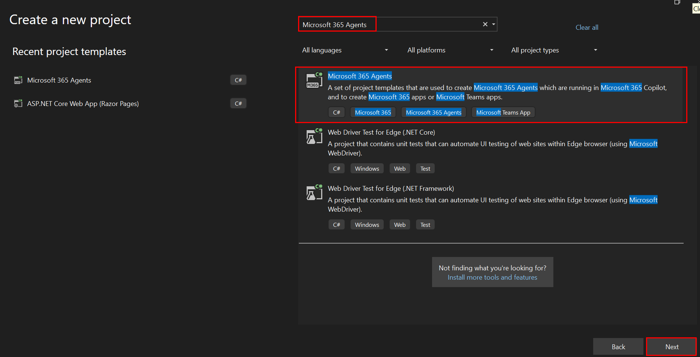 Create a new project
Recent project templates
Microsoft 365 Agents
C#
ASP.NET Core Web App (Razor Pages)
C#
Microsoft 365 Agents
Clear all
All languages
All platforms
All project types
Microsoft 365 Agents
A set of project templates that are used to create Microsoft 365 Agents which are running in Microsoft 365 Copilot,
and to create Microsoft 365 apps or Microsoft Teams apps.
C# Microsoft 365 Microsoft 365 Agents Microsoft Teams App
Web Driver Test for Edge (.NET Core)
A project that contains unit tests that can automate UI testing of web sites within Edge browser (using Microsoft
WebDriver).
C# Windows Web Test
Web Driver Test for Edge (.NET Framework)
A project that contains unit tests that can automate UI testing of web sites within Edge browser (using Microsoft
WebDriver).
C# Windows Web Test
Not finding what you're looking for?
Install more tools and features
Back
Next